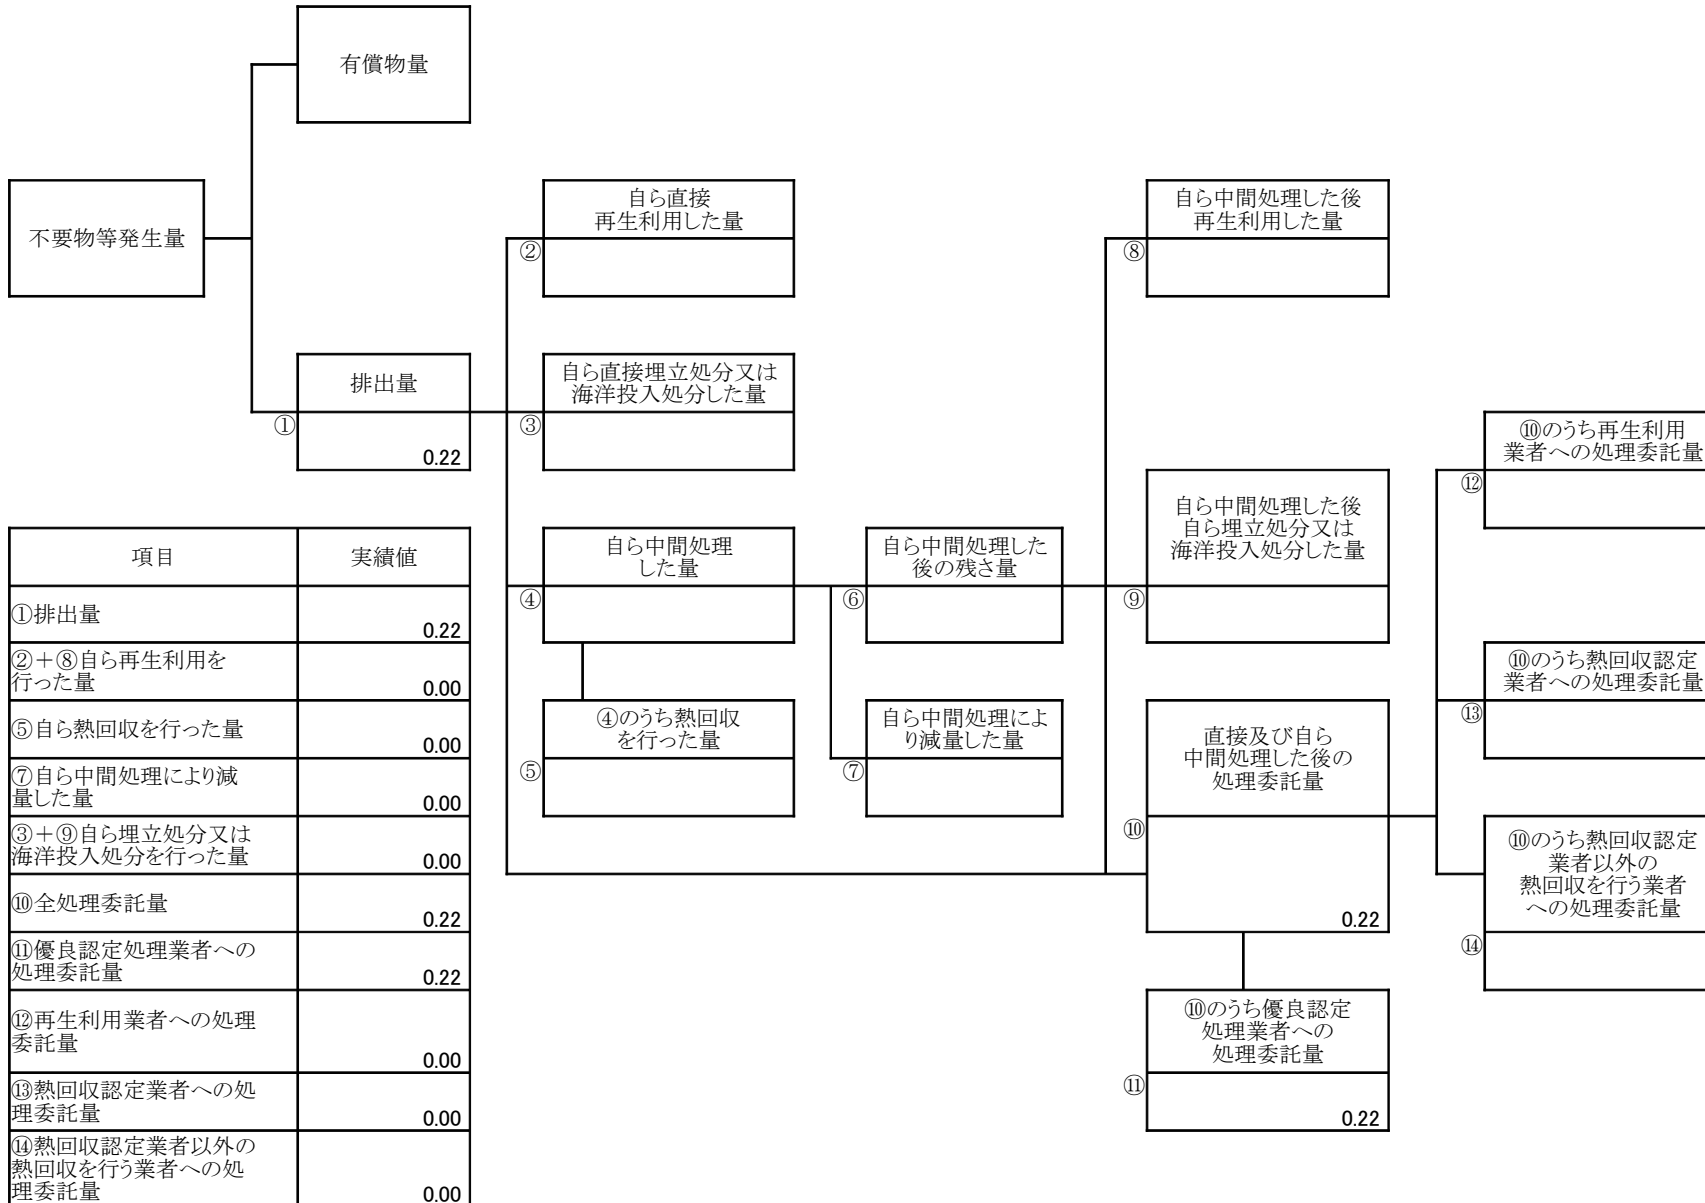 有償物量
不要物等発生量
自ら直接
再生利用した量
②
自ら中間処理した後
再生利用した量
⑧
排出量
①
0.22
自ら直接埋立処分又は
海洋投入処分した量
③
⑩のうち再生利用
業者への処理委託量
⑫
自ら中間処理
した量
④
自ら中間処理した
後の残さ量
⑥
自ら中間処理した後
自ら埋立処分又は
海洋投入処分した量
⑨
⑩のうち熱回収認定
業者への処理委託量
⑬
④のうち熱回収
を行った量
⑤
自ら中間処理によ
り減量した量
⑦
直接及び自ら
中間処理した後の
処理委託量
⑩
0.22
⑩のうち熱回収認定
業者以外の
熱回収を行う業者
への処理委託量
⑭
⑩のうち優良認定
処理業者への
処理委託量
⑪
0.22
項目 実績値
①排出量 0.22
②+⑧自ら再生利用を
行った量 0.00
⑤自ら熱回収を行った量 0.00
⑦自ら中間処理により減
量した量 0.00
③+⑨自ら埋立処分又は
海洋投入処分を行った量 0.00
⑩全処理委託量 0.22
⑪優良認定処理業者への
処理委託量 0.22
⑫再生利用業者への処理
委託量 0.00
⑬熱回収認定業者への処
理委託量 0.00
⑭熱回収認定業者以外の
熱回収を行う業者への処
理委託量 0.00